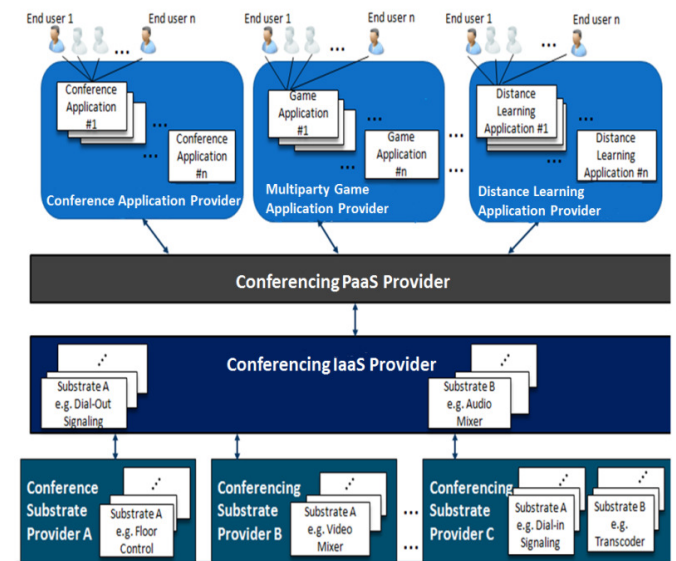 End user 1
End user n
End user 1
End user n
End user 1
End user n
...
...
...
Conference
Application
#1
...
...
Conference
Application
#n
Conference Application Provider
Game
Application
#1
...
...
Game
Application
#n
Multiparty Game
Application Provider
...
...
Distance
Learning
Application #1
...
...
Distance
Learning
Application #n
Distance Learning
Application Provider
Conferencing PaaS Provider
Conferencing IaaS Provider
...
Substrate A
e.g. Dial-Out
Signaling
...
Substrate B
e.g. Audio
Mixer
Conference
Substrate
Provider A
...
Substrate A
e.g. Floor
Control
Conferencing
Substrate
Provider B
...
Substrate A
e.g. Video
Mixer
...
...
Conferencing
Substrate
Provider C
...
Substrate A
e.g. Dial-in
Signaling
...
Substrate B
e.g.
Transcoder